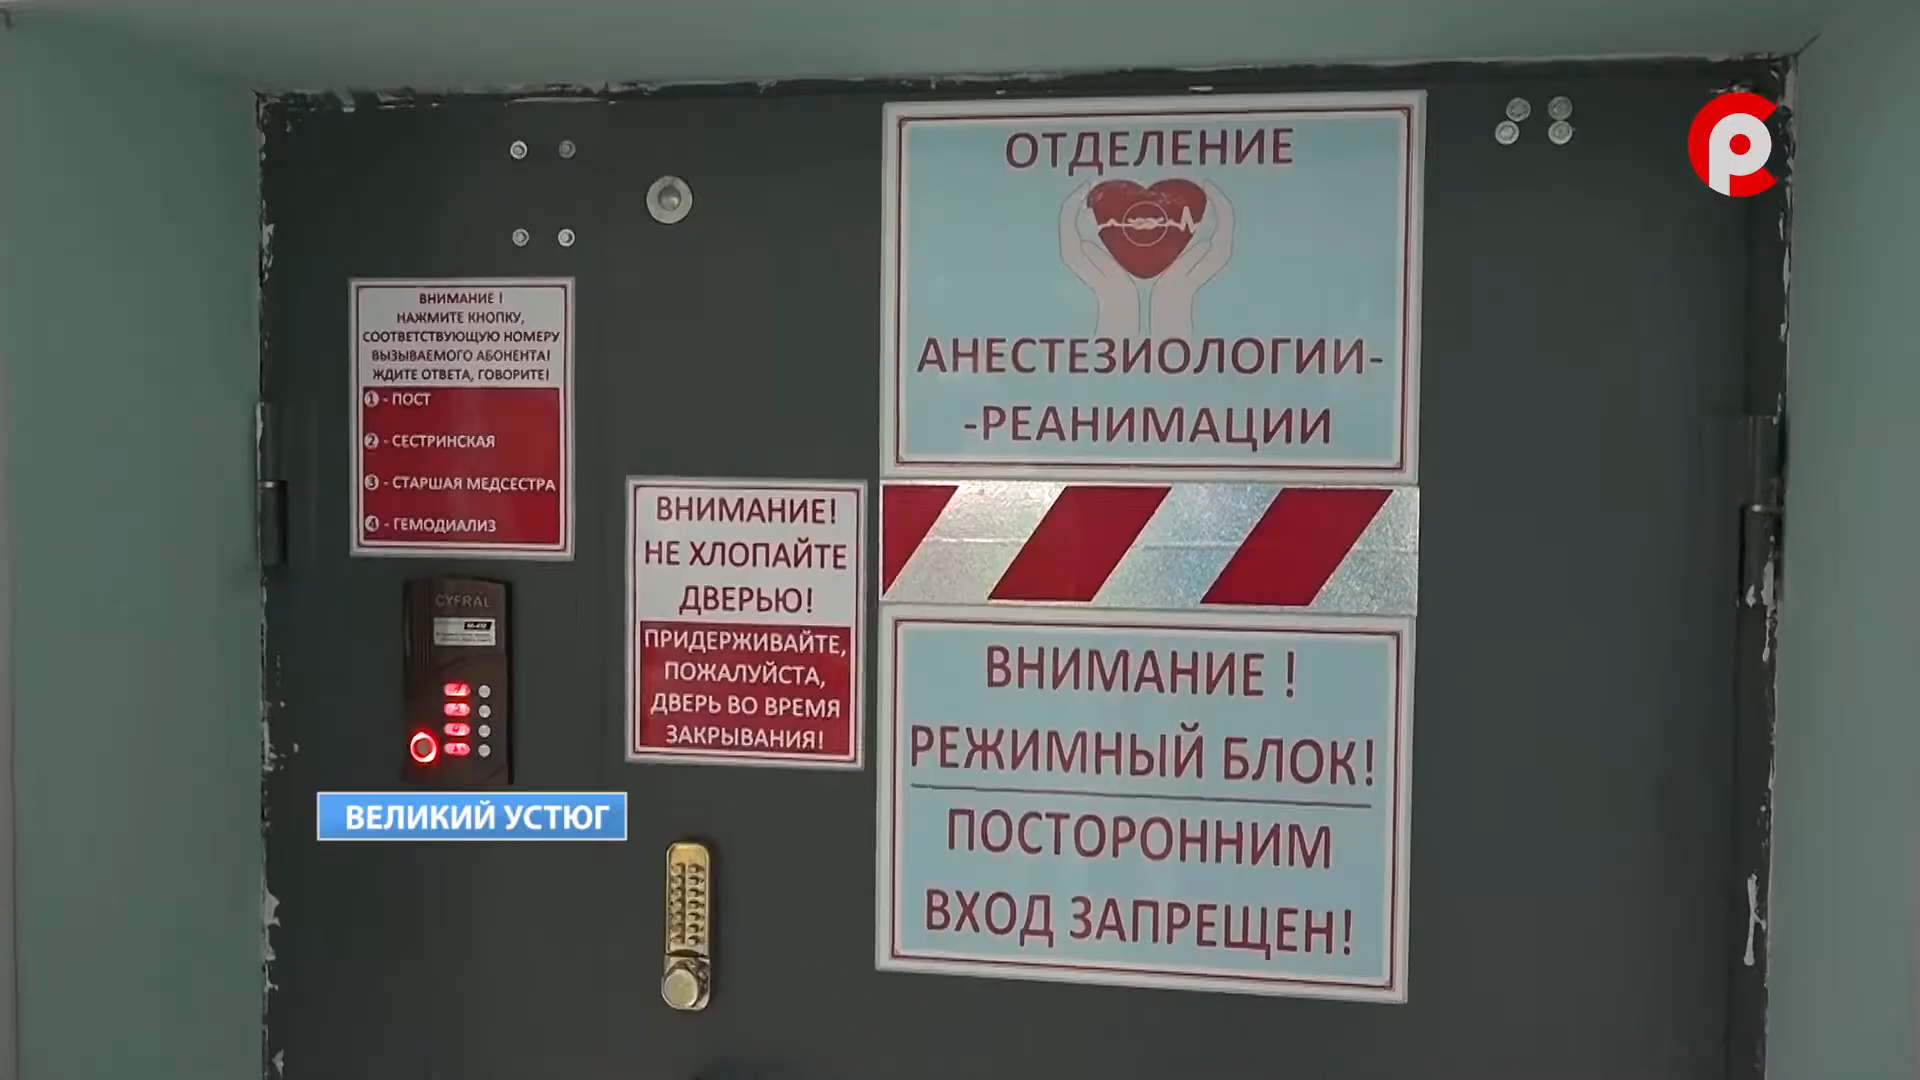 ОТДЕЛЕНИЕ
АНЕСТЕЗИОЛОГИИ-
-РЕАНИМАЦИИ
ВНИМАНИЕ !
НАЖМИТЕ КНОПКУ,
СООТВЕТСТВУЮЩУЮ НОМЕРУ
ВЫЗЫВАЕМОГО АБОНЕНТА!
ЖДИТЕ ОТВЕТА, ГОВОРИТЕ!
1 - ПОСТ
2 - СЕСТРИНСКАЯ
3 - СТАРШАЯ МЕДСЕСТРА
4 - ГЕМОДИАЛИЗ
ВНИМАНИЕ!
НЕ ХЛОПАЙТЕ
ДВЕРЬЮ!
ПРИДЕРЖИВАЙТЕ,
ПОЖАЛУЙСТА,
ДВЕРЬ ВО ВРЕМЯ
ЗАКРЫВАНИЯ!
CYFRAL
ВНИМАНИЕ !
РЕЖИМНЫЙ БЛОК!
ПОСТОРОННИМ
ВХОД ЗАПРЕЩЕН!
ВЕЛИКИЙ УСТЮГ